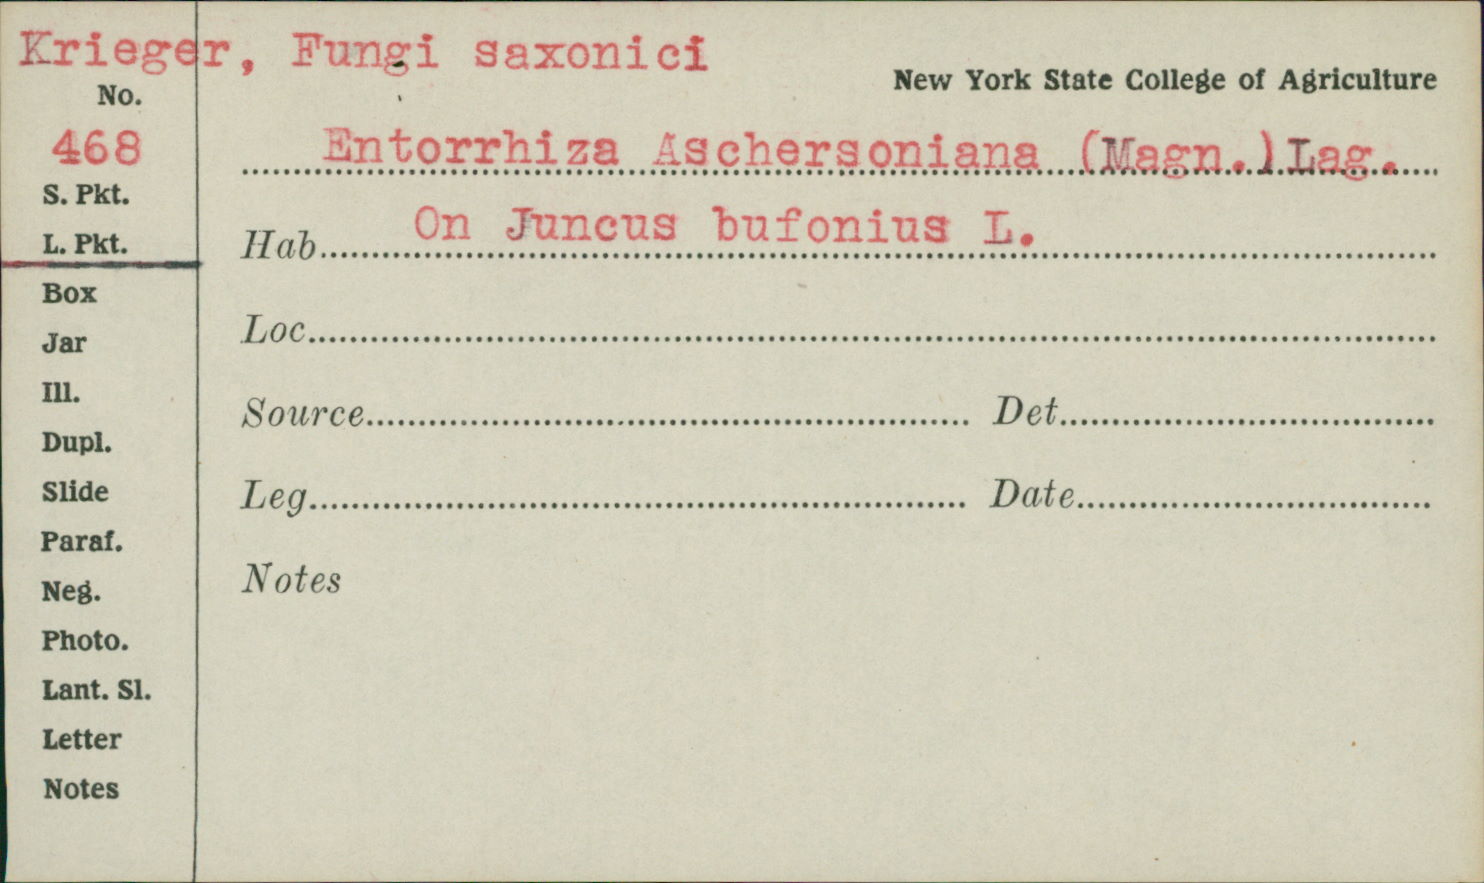 Krieger, Fungi saxonici
New York State College of Agriculture
No.
468
Entorrhiza Aschersoniana (Magn.) Lag.
S. Pkt.
On Juncus bufonius L.
L. Pkt.
Hab
Box
Loc
Jar
Ill.
Source Det
Dupl.
Slide
Leg Date
Paraf.
Notes
Neg.
Photo.
Lant. Sl.
Letter
Notes